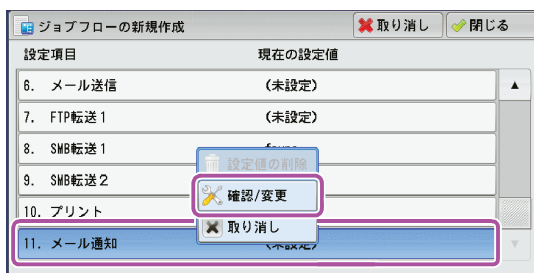 ジョブフローの新規作成 取り消し 閉じる
設定項目 現在の設定値
6. メール送信 (未設定)
7. FTP転送1 (未設定)
8. SMB転送1
設定値の削除
9. SMB転送2
確認/変更
10. プリント
取り消し
11. メール通知 (未設定)